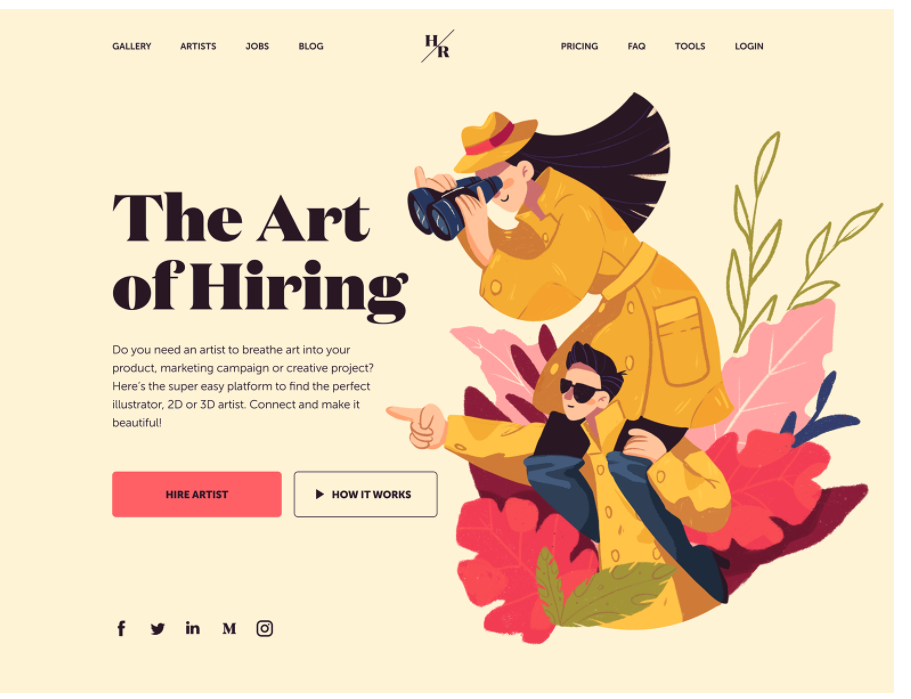 GALLERY ARTISTS JOBS BLOG H/R PRICING FAQ TOOLS LOGIN
The Art
of Hiring
Do you need an artist to breathe art into your
product, marketing campaign or creative project?
Here's the super easy platform to find the perfect
illustrator, 2D or 3D artist. Connect and make it
beautiful!
HIRE ARTIST HOW IT WORKS
f in M